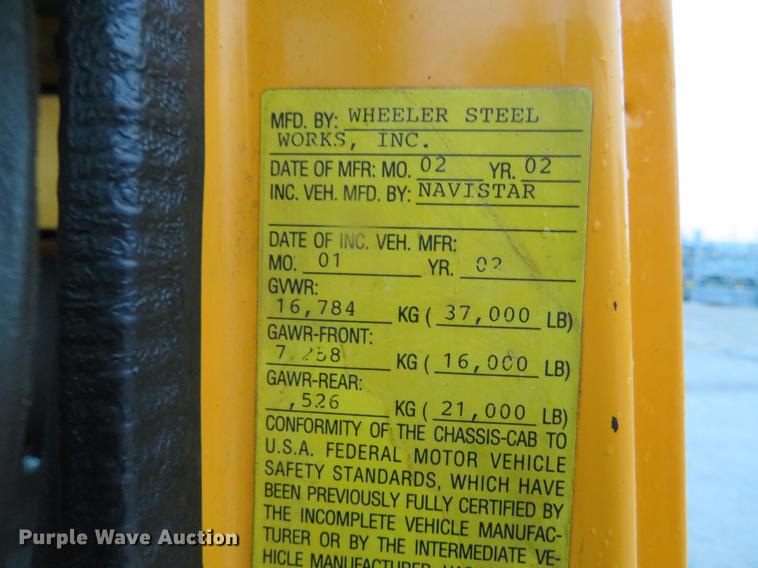 MFD. BY: WHEELER STEEL
WORKS, INC.
DATE OF MFR: MO. 02 YR. 02
INC. VEH. MFD. BY: NAVISTAR
DATE OF INC. VEH. MFR:
MO. 01 YR. 02
GVWR:
16,784 KG ( 37,000 LB)
GAWR-FRONT:
KG ( 16,000 LB)
GAWR-REAR:
,526 KG ( 21,000 LB)
CONFORMITY OF THE CHASSIS-CAB TO
U.S.A. FEDERAL MOTOR VEHICLE
SAFETY STANDARDS, WHICH HAVE
BEEN PREVIOUSLY FULLY CERTIFIED BY
THE INCOMPLETE VEHICLE MANUFAC-
TURER OR BY THE INTERMEDIATE VE-
HICLE MANUFACTURER
Purple Wave Auction